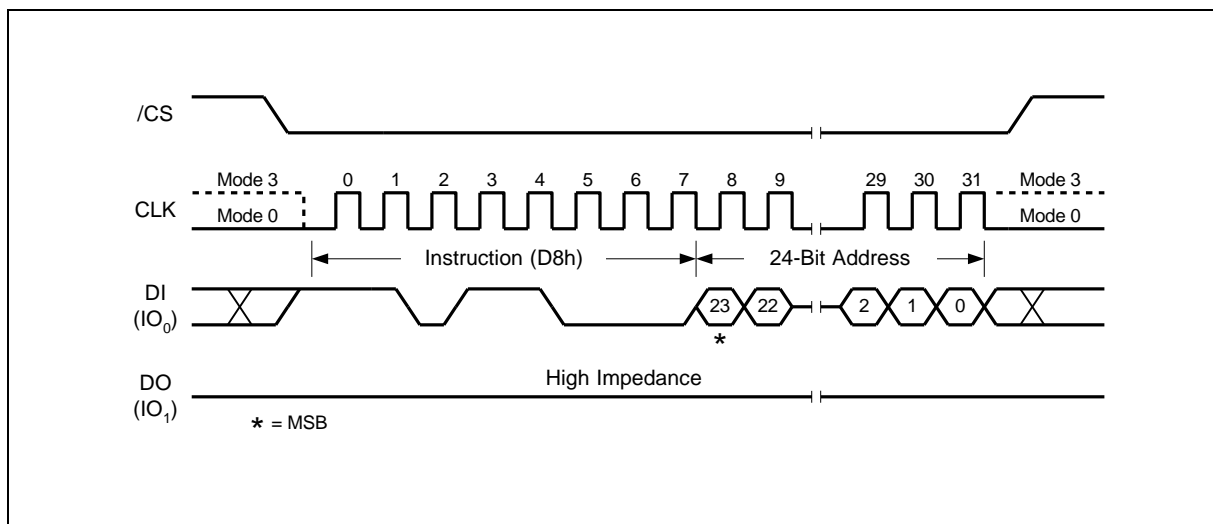 /CS
Mode 3
0 1 2 3 4 5 6 7 8 9 29 30 31
Mode 3
CLK
Mode 0
Mode 0
Instruction (D8h)
24-Bit Address
DI
(IO₀)
23 22 2 1 0
*
High Impedance
DO
(IO₁)
* = MSB